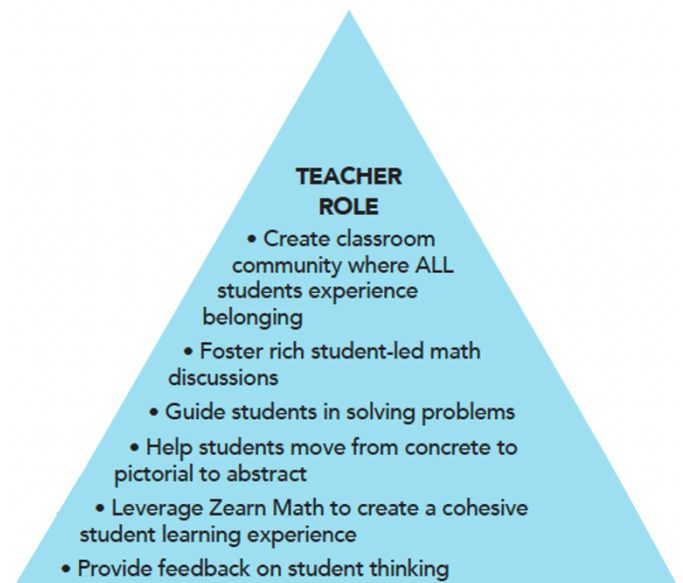 TEACHER
ROLE
• Create classroom
community where ALL
students experience
belonging
• Foster rich student-led math
discussions
• Guide students in solving problems
• Help students move from concrete to
pictorial to abstract
• Leverage Zearn Math to create a cohesive
student learning experience
• Provide feedback on student thinking